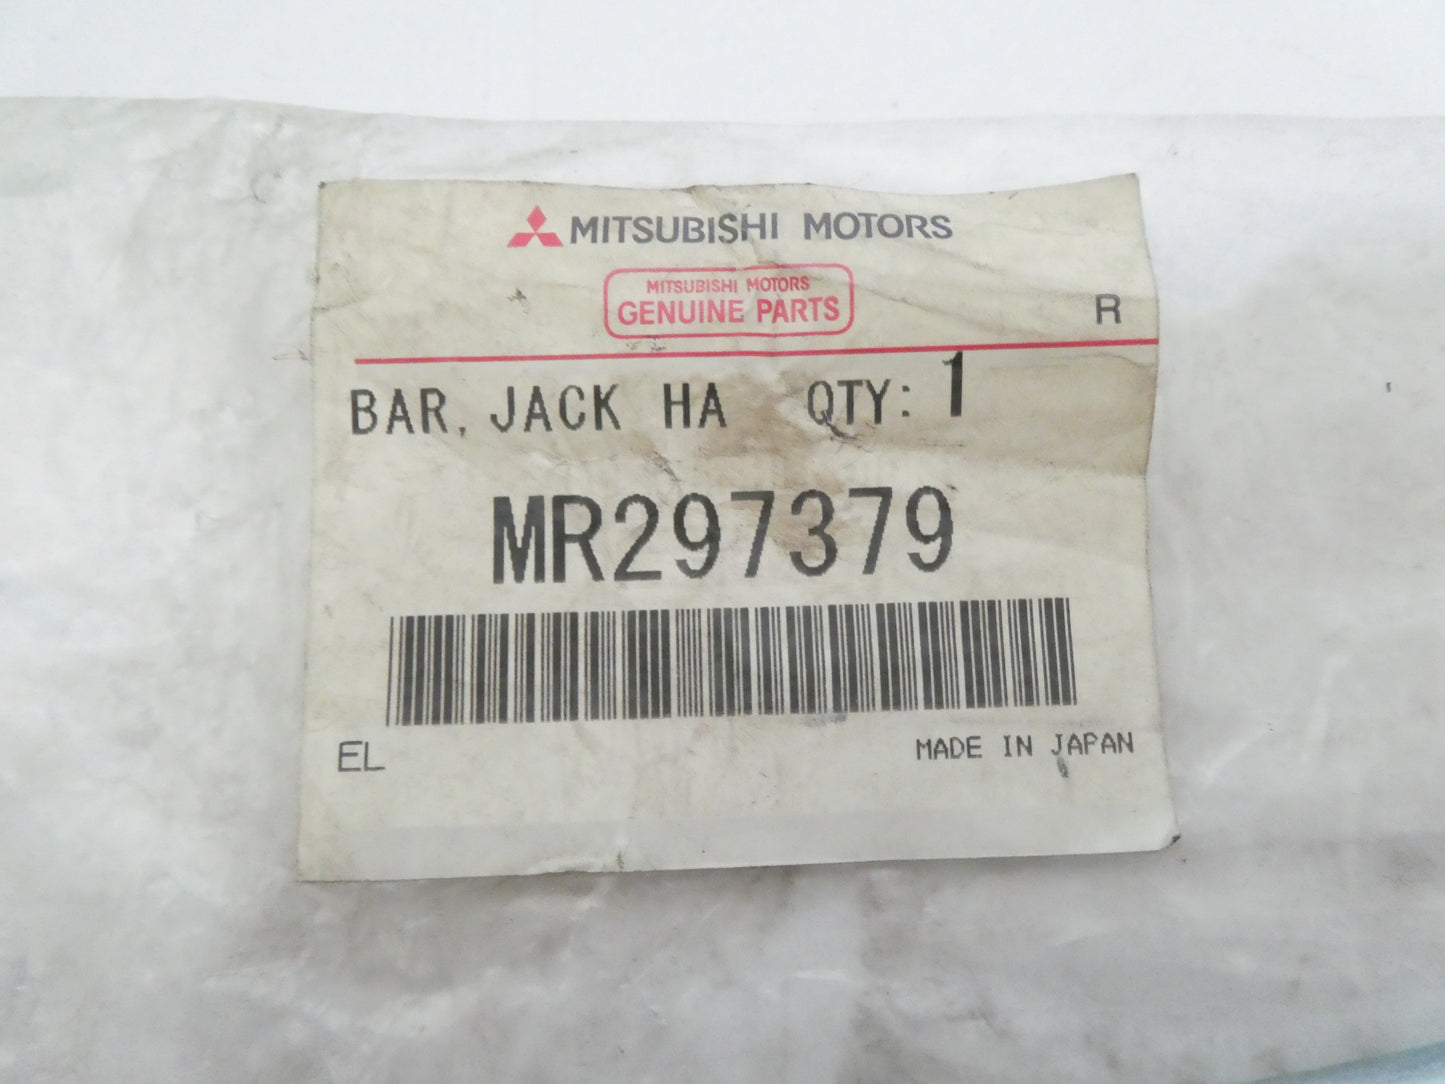 MITSUBISHI MOTORS
MITSUBISHI MOTORS
GENUINE PARTS
R
BAR, JACK HA QTY: 1
MR297379
EL MADE IN JAPAN